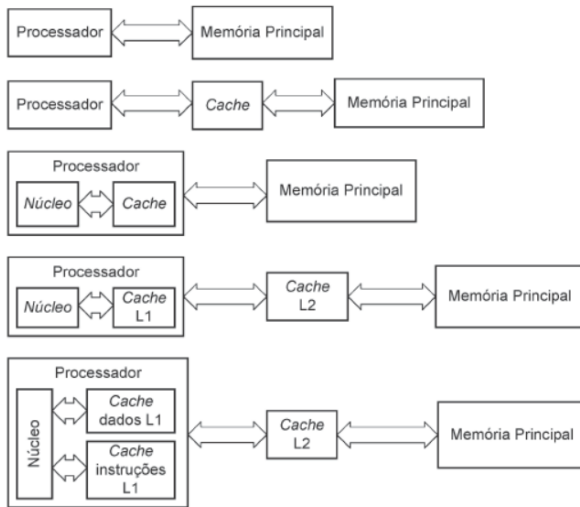 Processador
Memória Principal
Processador
Cache
Memória Principal
Processador
Núcleo
Cache
Memória Principal
Processador
Núcleo
Cache
L1
Cache
L2
Memória Principal
Processador
Núcleo
Cache
dados L1
Cache
instruções
L1
Cache
L2
Memória Principal